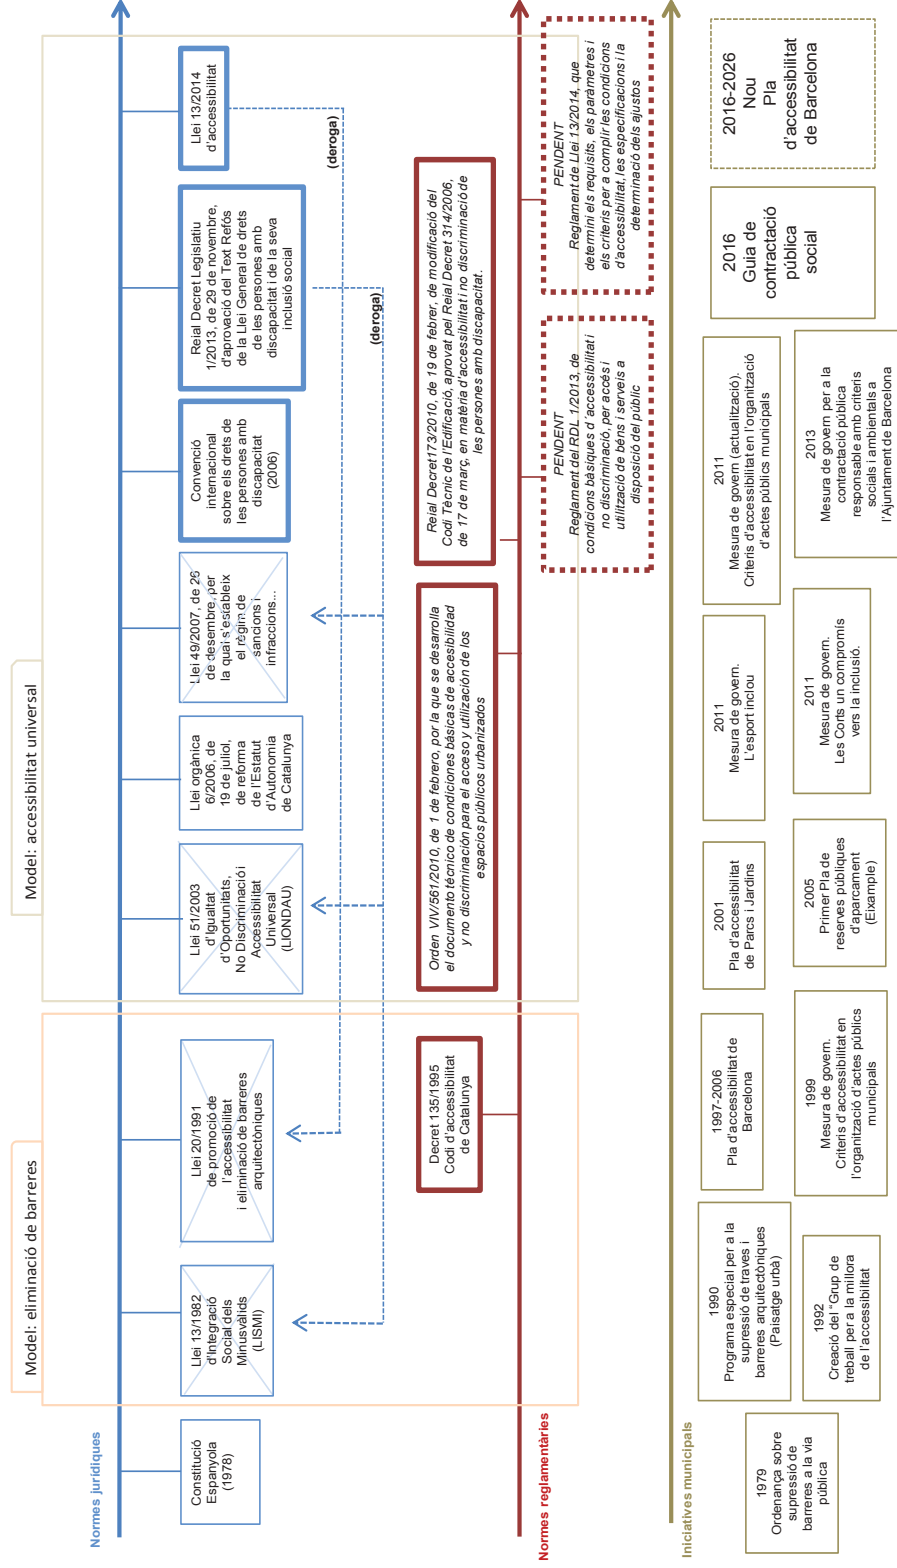 Model: eliminació de barreres
Model: accessibilitat universal
Normes jurídiques
Constitució
Espanyola
(1978)
Llei 13/1982
d'Integració
Social dels
Minusvàlids
(LISMI)
Llei 20/1991
de promoció de
l'accessibilitat
i eliminació de barreres
arquitectòniques
Llei 51/2003
d'Igualtat
d'Oportunitats,
No Discriminació i
Accessibilitat
Universal
(LIONDAU)
Llei orgànica
6/2006, de
19 de juliol,
de reforma
de l'Estatut
d'Autonomia
de Catalunya
Llei 49/2007, de 26
de desembre, per
la qual s'estableix
el règim de
sancions i
infraccions...
Convenció
internacional
sobre els drets de
les persones amb
discapacitat
(2006)
Reial Decret Legislatiu
1/2013, de 29 de novembre,
d'aprovació del Text Refós
de la Llei General de drets
de les persones amb
discapacitat i de la seva
inclusió social
Llei 13/2014
d'accessibilitat
(deroga)
(deroga)
Normes reglamentàries
Decret 135/1995
Codi d'accessibilitat
de Catalunya
Orden VIV/561/2010, de 1 de febrero, por la que se desarrolla
el documento técnico de condiciones básicas de accesibilidad
y no discriminación para el acceso y utilización de los
espacios públicos urbanizados
Reial Decret173/2010, de 19 de febrer, de modificació del
Codi Tècnic de l'Edificació, aprovat pel Reial Decret 314/2006,
de 17 de març, en matèria d'accessibilitat i no discriminació de
les persones amb discapacitat.
PENDENT
Reglament del RDL 1/2013, de
condicions bàsiques d'accessibilitat i
no discriminació, per accés i
utilització de béns i serveis a
disposició del públic
PENDENT
Reglament de Llei 13/2014, que
determini els requisits, els paràmetres i
els criteris per a complir les condicions
d'accessibilitat, les especificacions i la
determinació dels ajustos
Iniciatives municipals
1979
Ordenança sobre
supresió de
barreres a la via
pública
1990
Programa especial per a la
supresió de traves i
barreres arquitectòniques
(Paisatge urbà)
1992
Creació del "Grup de
treball per a la millora
de l'accessibilitat
1997-2006
Pla d'accessibilitat de
Barcelona
1999
Mesura de govern.
Criteris d'accessibilitat en
l'organització d'actes públics
municipals
2001
Pla d'accessibilitat
de Parcs i Jardins
2005
Primer Pla de
reserves públiques
d'aparcament
(Eixample)
2011
Mesura de govern.
L'esport inclou
2011
Mesura de govern.
Les Corts un compromís
vers la inclusió.
2011
Mesura de govern (actualització).
Criteris d'accessibilitat en l'organització
d'actes públics municipals
2013
Mesura de govern per a la
contractació pública
responsable amb criteris
socials i ambientals a
l'Ajuntament de Barcelona
2016
Guia de
contractació
pública
social
2016-2026
Nou
Pla
d'accessibilitat
de Barcelona